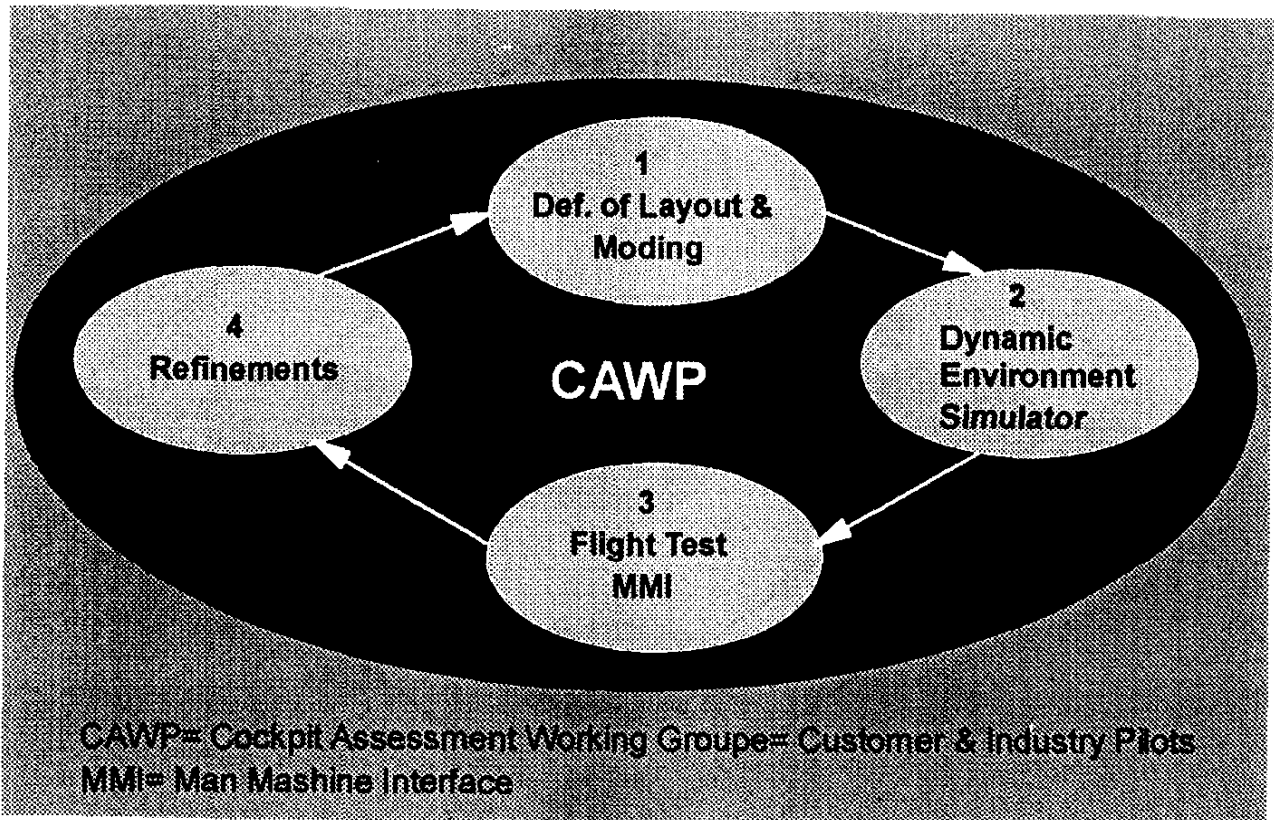 1
Def. of Layout &
Moding
2
Dynamic
Environment
Simulator
3
Flight Test
MMI
4
Refinements
CAWP
CAWP= Cockpit Assessment Working Groupe= Customer & Industry Pilots
MMI= Man Mashine Interface